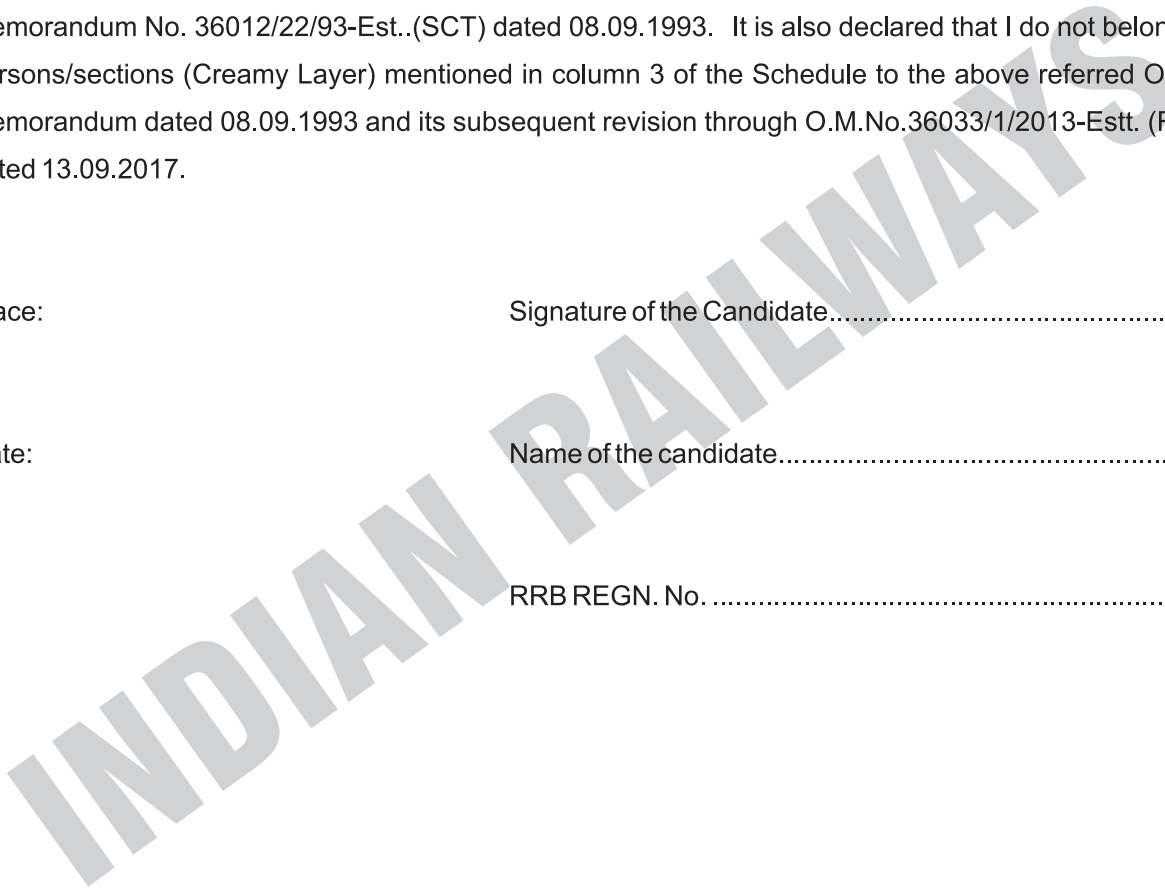 emorandum No. 36012/22/93-Est..(SCT) dated 08.09.1993. It is also declared that I do not belon
rsons/sections (Creamy Layer) mentioned in column 3 of the Schedule to the above referred O
emorandum dated 08.09.1993 and its subsequent revision through O.M.No.36033/1/2013-Estt. (
ted 13.09.2017.
ace: Signature of the Candidate............................................
ate: Name of the candidate...................................................
RRB REGN. No. ............................................................
INDIAN RAILWAYS